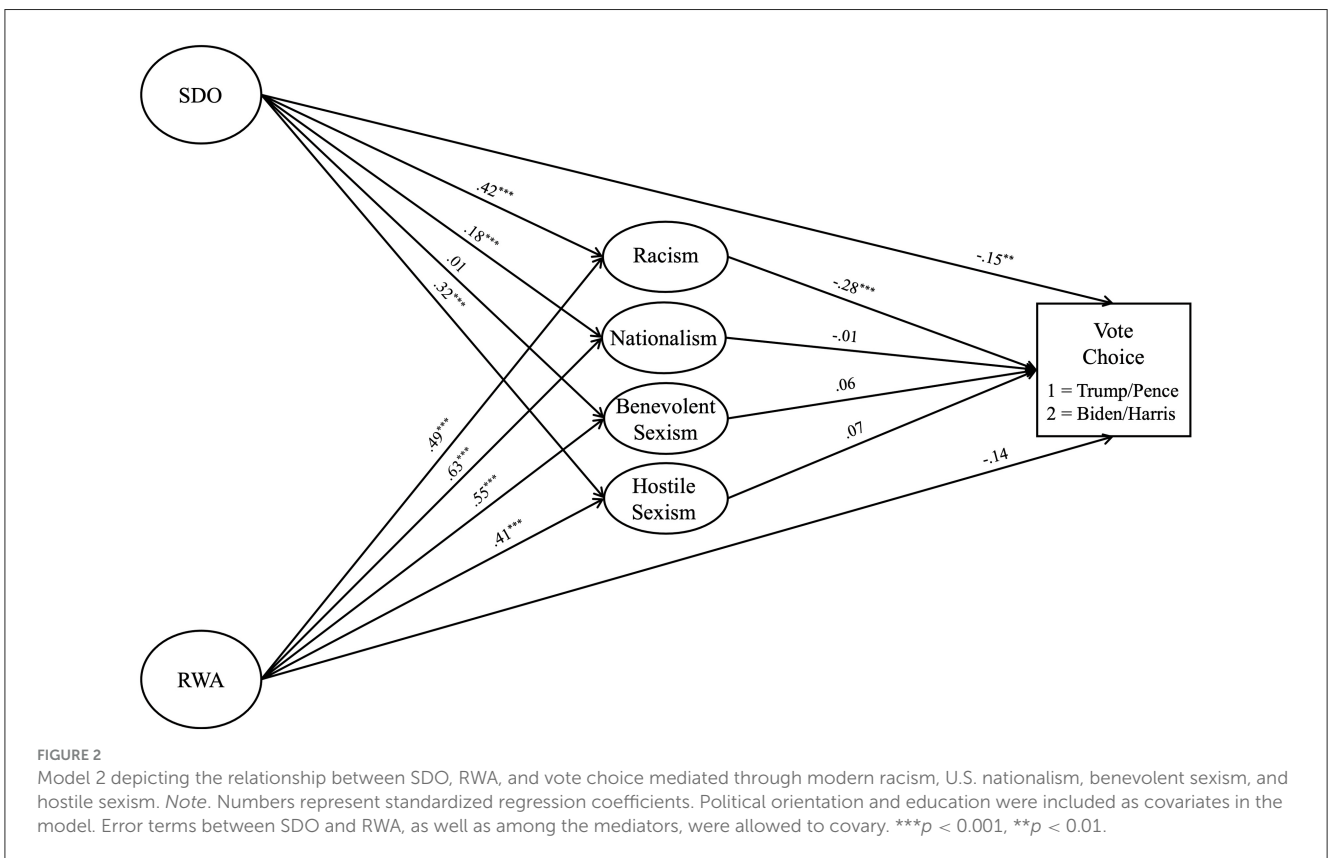 SDO
.42***
.18***
.01
.32***
-.15**
Racism
-.28***
Nationalism
-.01
Vote
Choice
1 = Trump/Pence
2 = Biden/Harris
Benevolent
Sexism
.06
Hostile
Sexism
.07
-.14
.49***
.63***
.55***
.41***
RWA
FIGURE 2
Model 2 depicting the relationship between SDO, RWA, and vote choice mediated through modern racism, U.S. nationalism, benevolent sexism, and
hostile sexism. Note. Numbers represent standardized regression coefficients. Political orientation and education were included as covariates in the
model. Error terms between SDO and RWA, as well as among the mediators, were allowed to covary. ***p < 0.001, **p < 0.01.